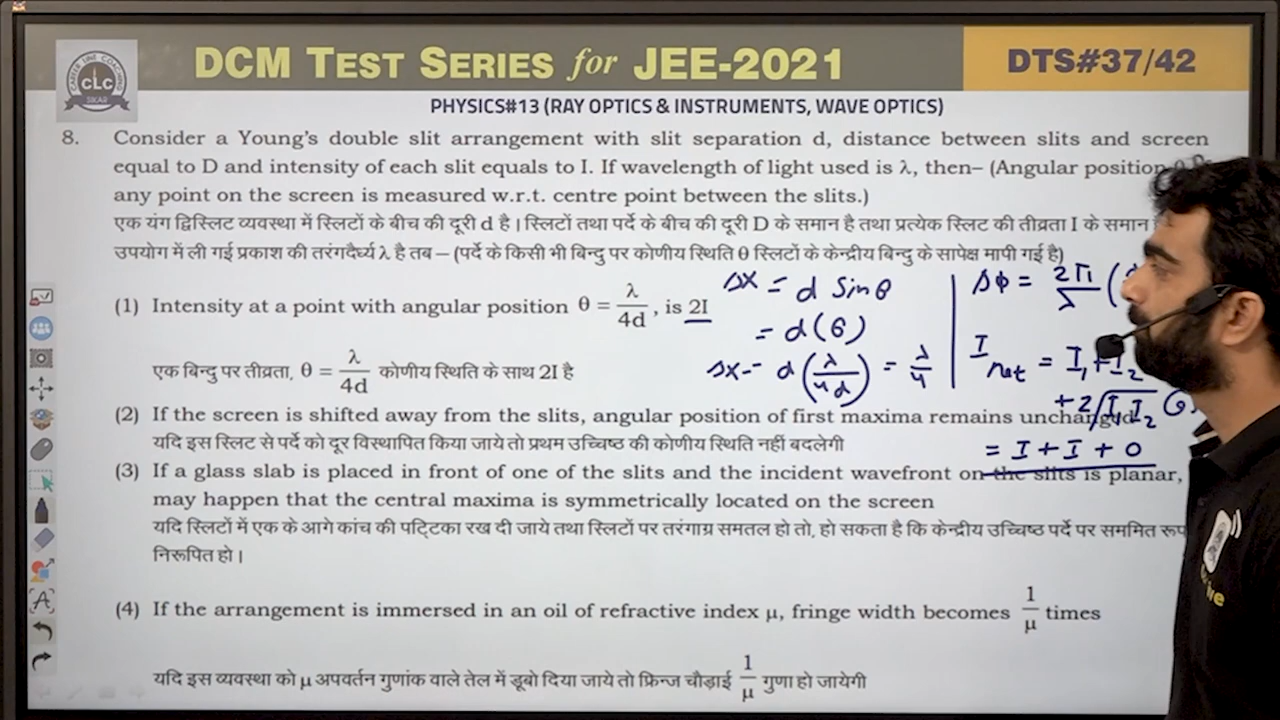 DCM TEST SERIES for JEE-2021
DTS#37/42
CLC
SIKAR
PHYSICS#13 (RAY OPTICS & INSTRUMENTS, WAVE OPTICS)
8. Consider a Young's double slit arrangement with slit separation d, distance between slits and screen
equal to D and intensity of each slit equals to I. If wavelength of light used is λ, then– (Angular position
any point on the screen is measured w.r.t. centre point between the slits.)
एक यंग द्विस्लिट व्यवस्था में स्लिटों के बीच की दूरी d है। स्लिटों तथा पर्दे के बीच की दूरी D के समान है तथा प्रत्येक स्लिट की तीव्रता I के समान
उपयोग में ली गई प्रकाश की तरंगदैर्ध्य λ है तब – (पर्दे के किसी भी बिन्दु पर कोणीय स्थिति θ स्लिटों के केन्द्रीय बिन्दु के सापेक्ष मापी गई है)
Δx = d Sinθ
Δϕ = 2π/λ (
(1) Intensity at a point with angular position θ = λ/4d, is 2I
= d(θ)
Δx = d(λ/4d) = λ/4
I net = I1 + I2
+ 2√I1 I2
एक बिन्दु पर तीव्रता, θ = λ/4d कोणीय स्थिति के साथ 2I है
(2) If the screen is shifted away from the slits, angular position of first maxima remains unchanged
यदि इस स्लिट से पर्दे को दूर विस्थापित किया जाये तो प्रथम उच्चिष्ठ की कोणीय स्थिति नहीं बदलेगी
= I + I + 0
(3) If a glass slab is placed in front of one of the slits and the incident wavefront on the slits is planar,
may happen that the central maxima is symmetrically located on the screen
यदि स्लिटों में एक के आगे कांच की पट्टिका रख दी जाये तथा स्लिटों पर तरंगाग्र समतल हो तो, हो सकता है कि केन्द्रीय उच्चिष्ठ पर्दे पर सममित रूप
निरूपित हो।
(4) If the arrangement is immersed in an oil of refractive index μ, fringe width becomes 1/μ times
यदि इस व्यवस्था को μ अपवर्तन गुणांक वाले तेल में डूबो दिया जाये तो फ्रिन्ज चौड़ाई 1/μ गुणा हो जायेगी